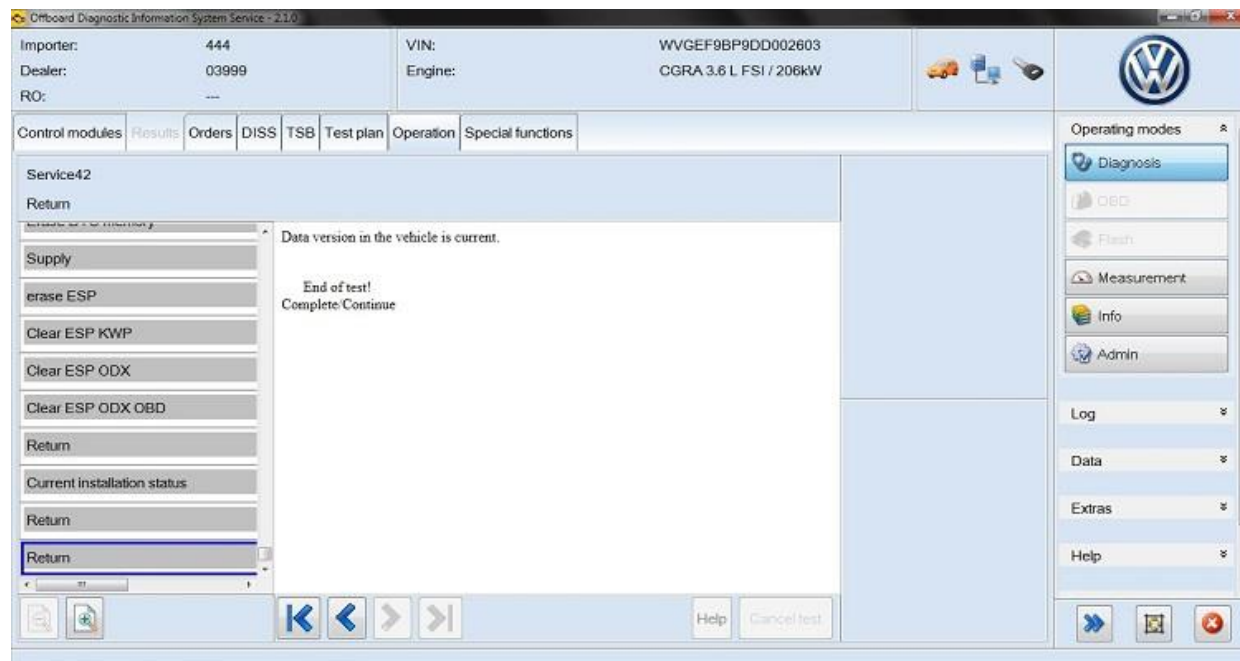 Offboard Diagnostic Information System Service - 2.1.0
Importer: 444 VIN: WVGEF9BP9DD002603
Dealer: 03999 Engine: CGRA 3.6 L FSI / 206kW
RO: ---
Control modules Results Orders DISS TSB Test plan Operation Special functions
Operating modes
Diagnosis
OBD
Flash
Measurement
Info
Admin
Log
Data
Extras
Help
Service42
Return
Erase DTC memory
Supply
erase ESP
Clear ESP KWP
Clear ESP ODX
Clear ESP ODX OBD
Return
Current installation status
Return
Return
Data version in the vehicle is current.
End of test!
Complete/Continue
Help Cancel test